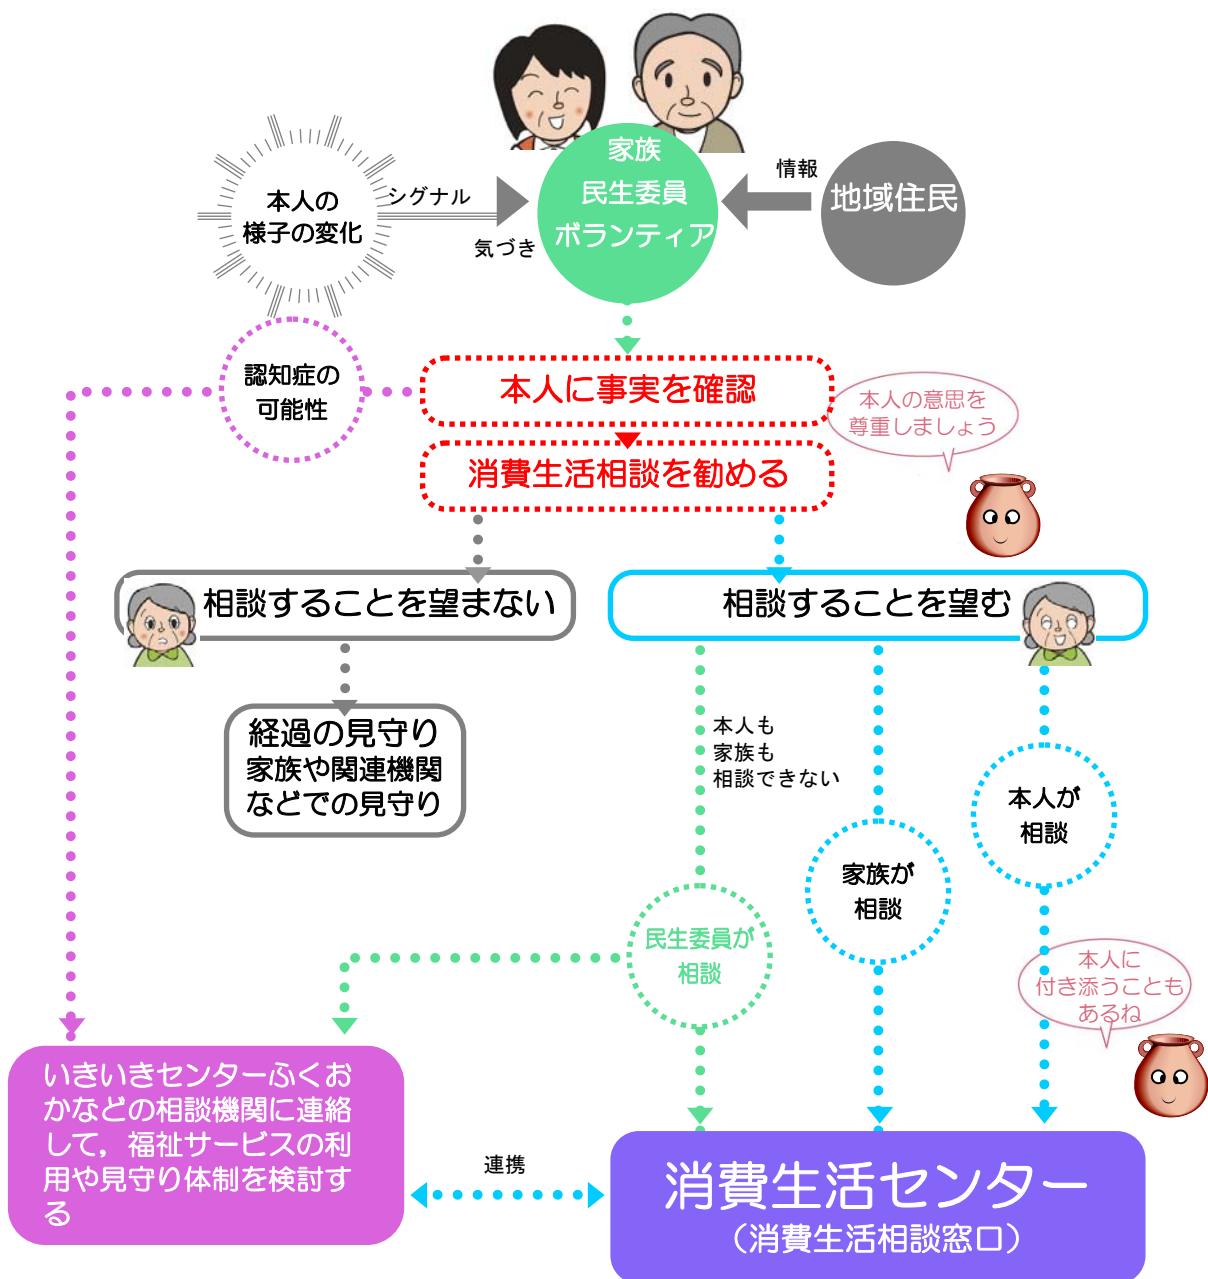 家族
民生委員
ボランティア
本人の
様子の変化
シグナル
気づき
情報
地域住民
認知症の
可能性
本人に事実を確認
本人の意思を
尊重しましょう
消費生活相談を勧める
相談することを望まない
相談することを望む
経過の見守り
家族や関連機関
などでの見守り
本人も
家族も
相談できない
本人が
相談
家族が
相談
民生委員が
相談
本人に
付き添うことも
あるね
いきいきセンターふくお
かなどの相談機関に連絡
して，福祉サービスの利
用や見守り体制を検討す
る
連携
消費生活センター
（消費生活相談窓口）